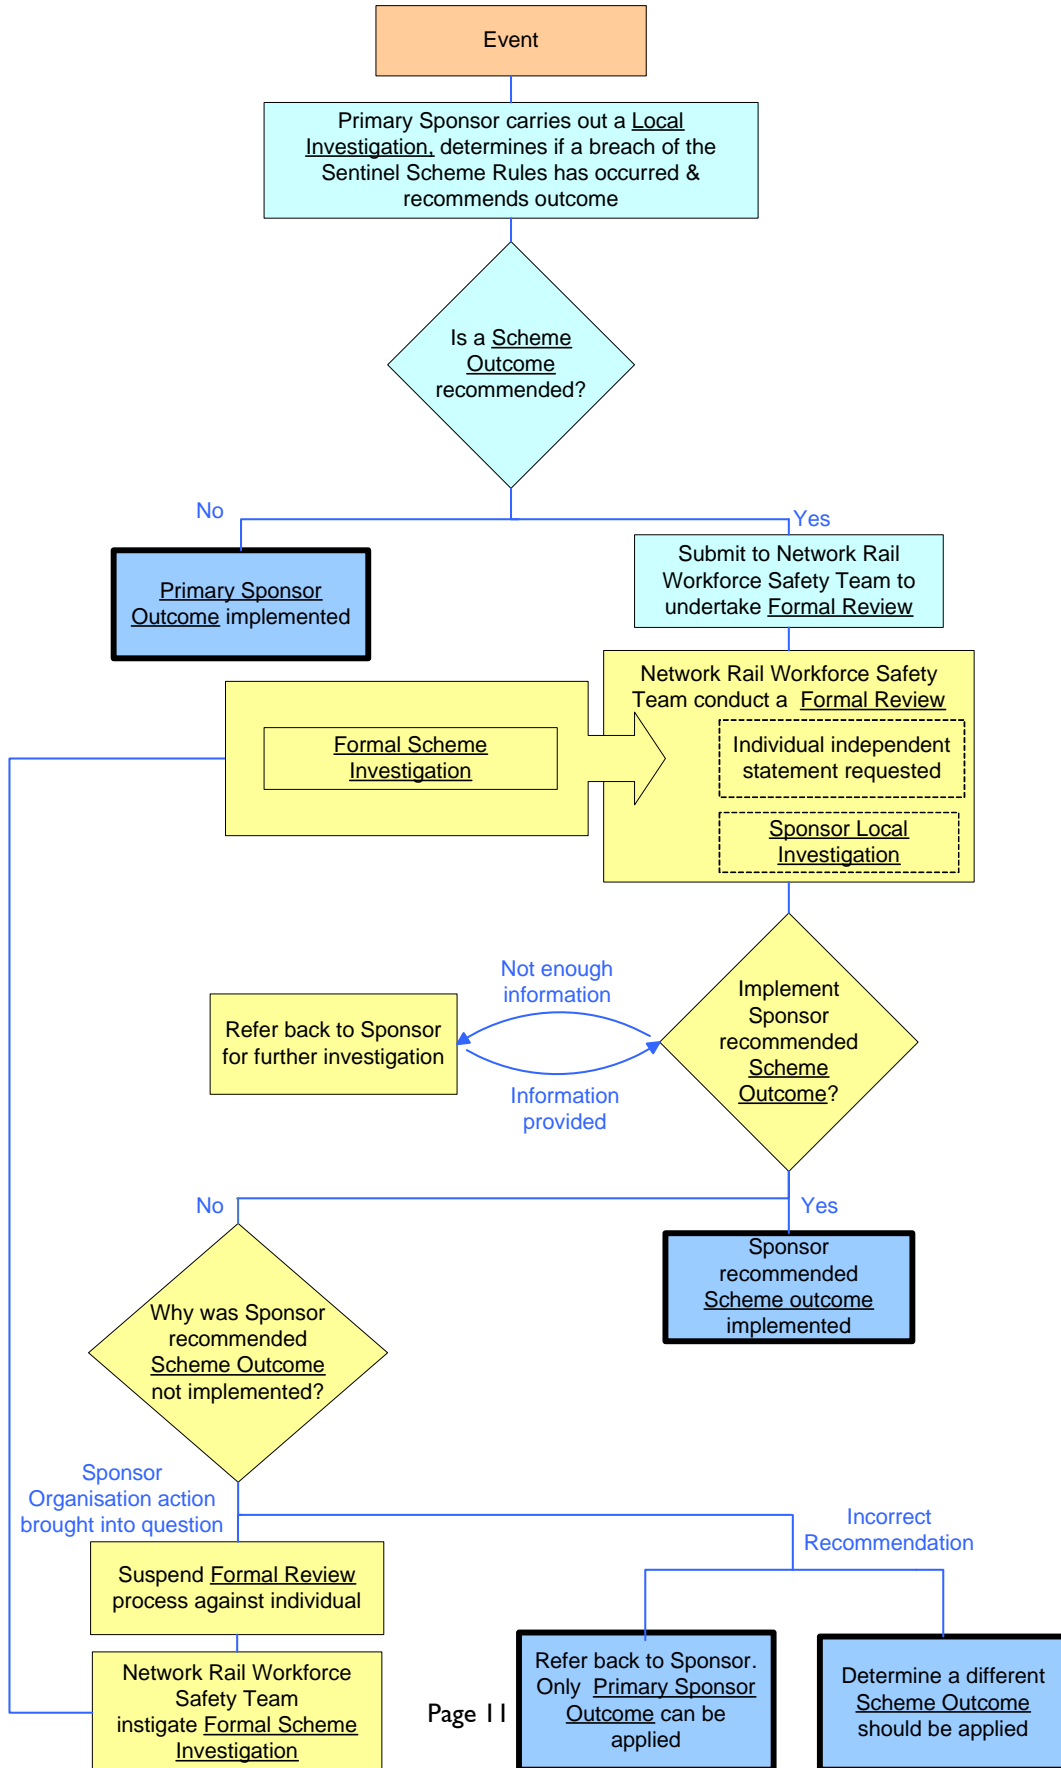 Event
Primary Sponsor carries out a Local
Investigation, determines if a breach of the
Sentinel Scheme Rules has occurred &
recommends outcome
Is a Scheme
Outcome
recommended?
No
Yes
Primary Sponsor
Outcome implemented
Submit to Network Rail
Workforce Safety Team to
undertake Formal Review
Network Rail Workforce Safety
Team conduct a Formal Review
Formal Scheme
Investigation
Individual independent
statement requested
Sponsor Local
Investigation
Not enough
information
Refer back to Sponsor
for further investigation
Information
provided
Implement
Sponsor
recommended
Scheme
Outcome?
No
Yes
Sponsor
recommended
Scheme outcome
implemented
Why was Sponsor
recommended
Scheme Outcome
not implemented?
Sponsor
Organisation action
brought into question
Incorrect
Recommendation
Suspend Formal Review
process against individual
Network Rail Workforce
Safety Team
instigate Formal Scheme
Investigation
Page 11
Refer back to Sponsor.
Only Primary Sponsor
Outcome can be
applied
Determine a different
Scheme Outcome
should be applied